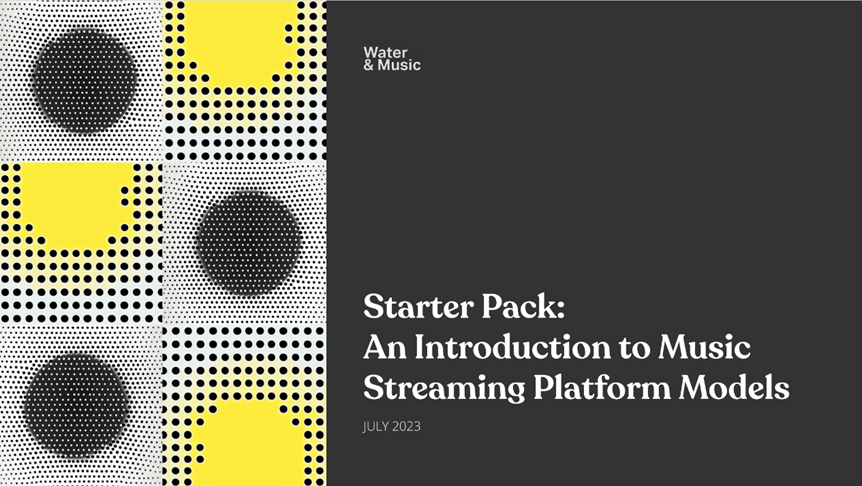 Water
& Music
Starter Pack:
An Introduction to Music
Streaming Platform Models
JULY 2023